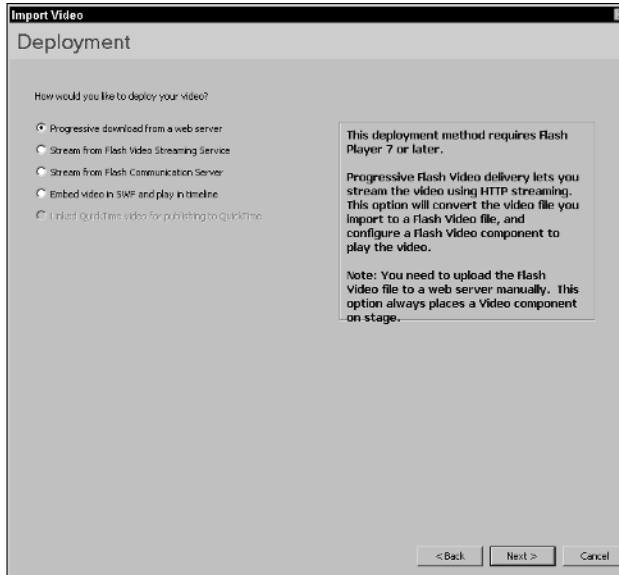 Import Video
Deployment
How would you like to deploy your video?
Progressive download from a web server
Stream from Flash Video Streaming Service
Stream from Flash Communication Server
Embed video in SWF and play in timeline
Linked QuickTime video for publishing to QuickTime
This deployment method requires Flash
Player 7 or later.
Progressive Flash Video delivery lets you
stream the video using HTTP streaming.
This option will convert the video file you
import to a Flash Video file, and
configure a Flash Video component to
play the video.
Note: You need to upload the Flash
Video file to a web server manually. This
option always places a Video component
on stage.
< Back
Next >
Cancel